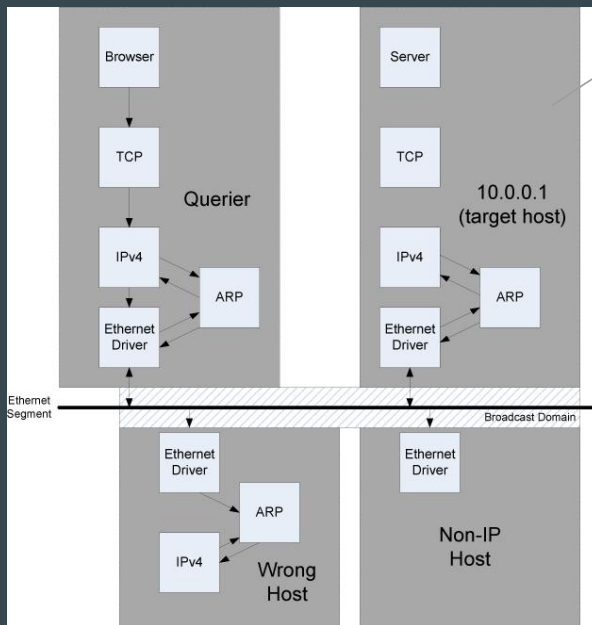 Browser
TCP
Querier
IPv4
ARP
Ethernet
Driver
Server
TCP
10.0.0.1
(target host)
IPv4
ARP
Ethernet
Driver
Ethernet
Segment
Broadcast Domain
Ethernet
Driver
ARP
IPv4
Wrong
Host
Ethernet
Driver
Non-IP
Host